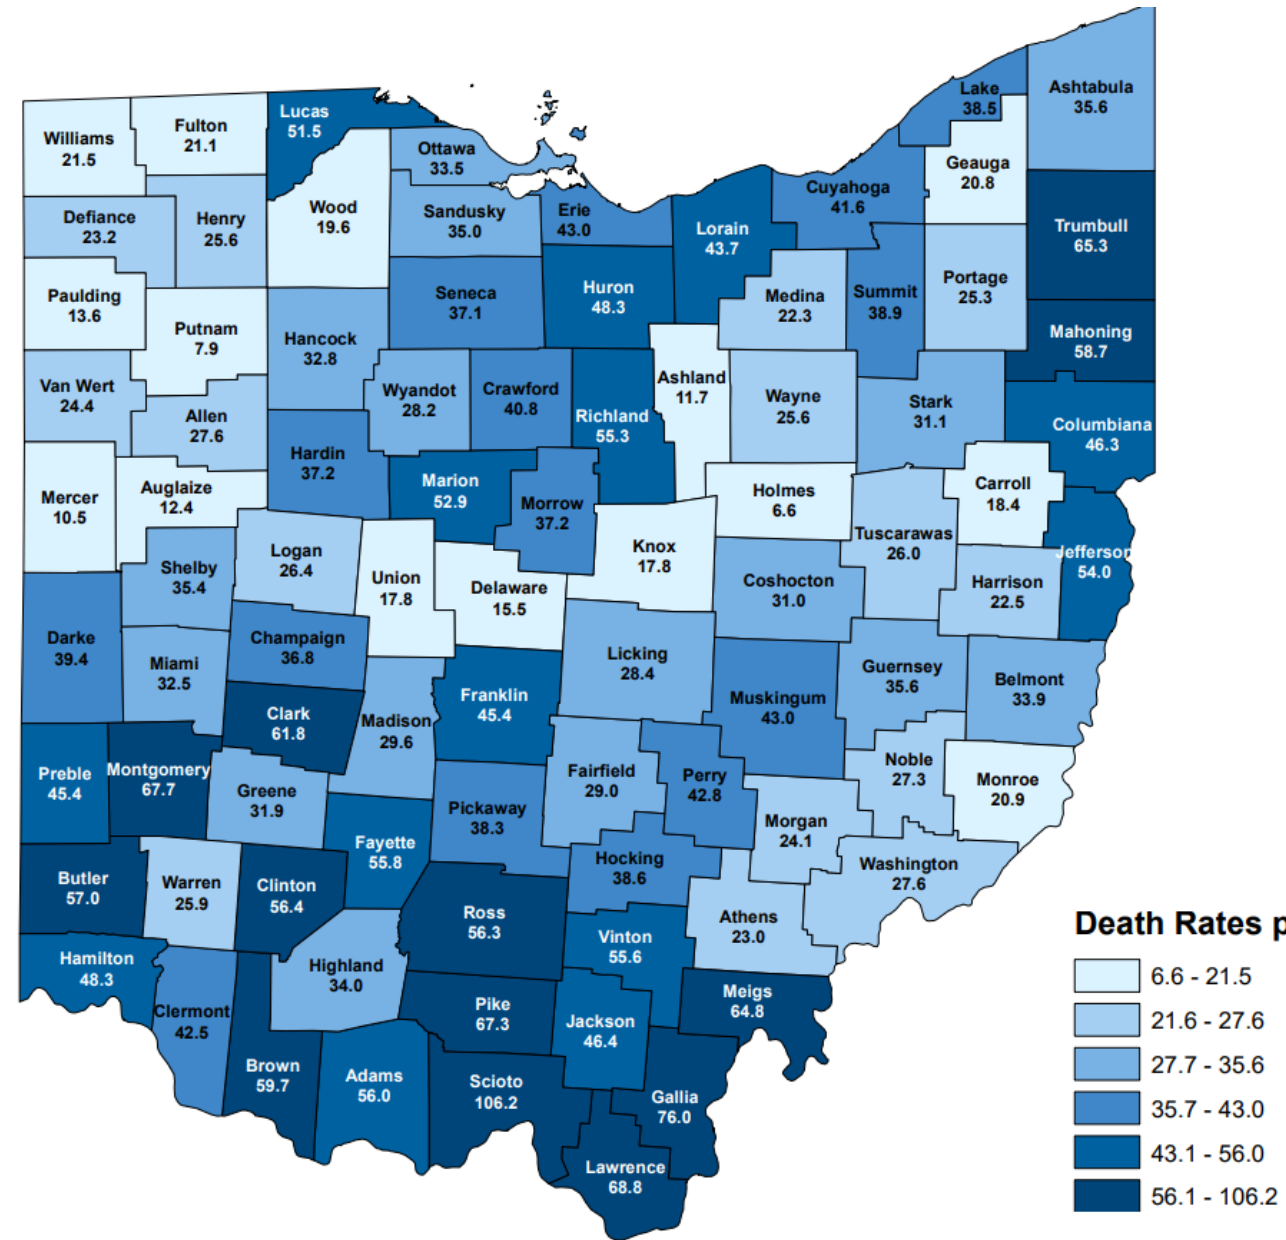 Lake
38.5
Ashtabula
35.6
Lucas
51.5
Fulton
21.1
Williams
21.5
Ottawa
33.5
Geauga
20.8
Cuyahoga
41.6
Wood
19.6
Sandusky
35.0
Erie
43.0
Defiance
23.2
Henry
25.6
Lorain
43.7
Trumbull
65.3
Portage
25.3
Paulding
13.6
Seneca
37.1
Huron
48.3
Medina
22.3
Summit
38.9
Putnam
7.9
Hancock
32.8
Mahoning
58.7
Van Wert
24.4
Wyandot
28.2
Crawford
40.8
Ashland
11.7
Wayne
25.6
Stark
31.1
Allen
27.6
Richland
55.3
Columbiana
46.3
Hardin
37.2
Marion
52.9
Mercer
10.5
Auglaize
12.4
Morrow
37.2
Holmes
6.6
Carroll
18.4
Tuscarawas
26.0
Jefferson
54.0
Logan
26.4
Knox
17.8
Shelby
35.4
Union
17.8
Delaware
15.5
Coshocton
31.0
Harrison
22.5
Darke
39.4
Champaign
36.8
Miami
32.5
Licking
28.4
Guernsey
35.6
Belmont
33.9
Franklin
45.4
Muskingum
43.0
Clark
61.8
Madison
29.6
Noble
27.3
Preble
45.4
Montgomery
67.7
Fairfield
29.0
Perry
42.8
Monroe
20.9
Greene
31.9
Pickaway
38.3
Morgan
24.1
Fayette
55.8
Hocking
38.6
Washington
27.6
Butler
57.0
Warren
25.9
Clinton
56.4
Ross
56.3
Athens
23.0
Vinton
55.6
Hamilton
48.3
Highland
34.0
Meigs
64.8
Clermont
42.5
Pike
67.3
Jackson
46.4
Brown
59.7
Adams
56.0
Scioto
106.2
Gallia
76.0
Lawrence
68.8
Death Rates p
6.6 - 21.5
21.6 - 27.6
27.7 - 35.6
35.7 - 43.0
43.1 - 56.0
56.1 - 106.2